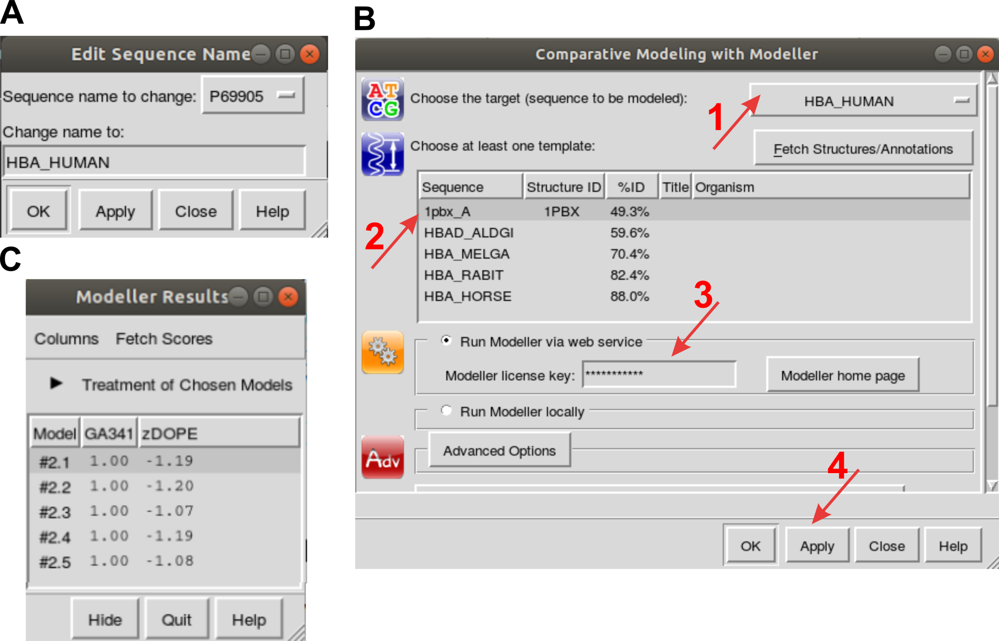 A
Edit Sequence Name
Sequence name to change: P69905
Change name to:
HBA_HUMAN
OK Apply Close Help
B
Comparative Modeling with Modeller
ATCG
Choose the target (sequence to be modeled): HBA_HUMAN
1
Choose at least one template: Fetch Structures/Annotations
Sequence Structure ID %ID Title Organism
1pbx_A 1PBX 49.3%
HBAD_ALDGI 59.6%
HBA_MELGA 70.4%
HBA_RABIT 82.4%
HBA_HORSE 88.0%
2
3
Run Modeller via web service
Modeller license key: *********** Modeller home page
Run Modeller locally
Adv Advanced Options
4
OK Apply Close Help
C
Modeller Results
Columns Fetch Scores
Treatment of Chosen Models
Model GA341 zDOPE
#2.1 1.00 -1.19
#2.2 1.00 -1.20
#2.3 1.00 -1.07
#2.4 1.00 -1.19
#2.5 1.00 -1.08
Hide Quit Help